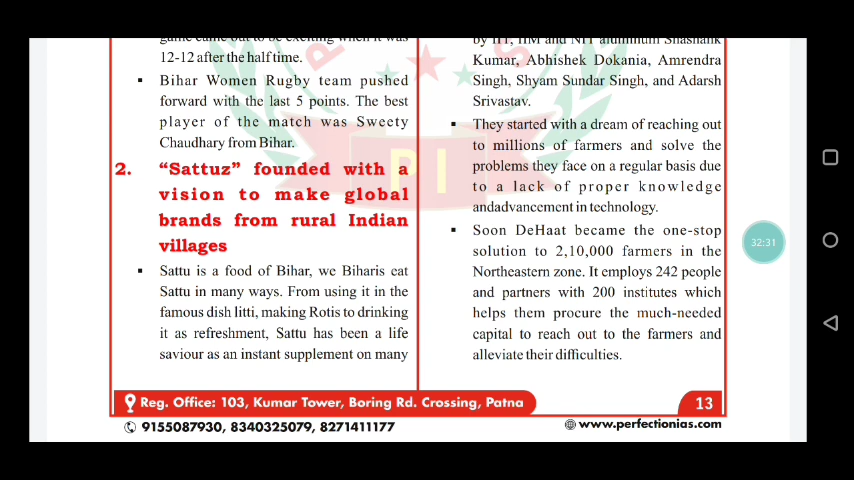 game came out to be exciting when it was
12-12 after the half time.
▪ Bihar Women Rugby team pushed
forward with the last 5 points. The best
player of the match was Sweety
Chaudhary from Bihar.
2. “Sattuz” founded with a
vision to make global
brands from rural Indian
villages
▪ Sattu is a food of Bihar, we Biharis eat
Sattu in many ways. From using it in the
famous dish litti, making Rotis to drinking
it as refreshment, Sattu has been a life
saviour as an instant supplement on many
by IIT, IIM and NIT aluminum Shashank
Kumar, Abhishek Dokania, Amrendra
Singh, Shyam Sundar Singh, and Adarsh
Srivastav.
▪ They started with a dream of reaching out
to millions of farmers and solve the
problems they face on a regular basis due
to a lack of proper knowledge
andadvancement in technology.
▪ Soon DeHaat became the one-stop
solution to 2,10,000 farmers in the
Northeastern zone. It employs 242 people
and partners with 200 institutes which
helps them procure the much-needed
capital to reach out to the farmers and
alleviate their difficulties.
P
PI
32:31
Reg. Office: 103, Kumar Tower, Boring Rd. Crossing, Patna
13
9155087930, 8340325079, 8271411177
www.perfectionias.com